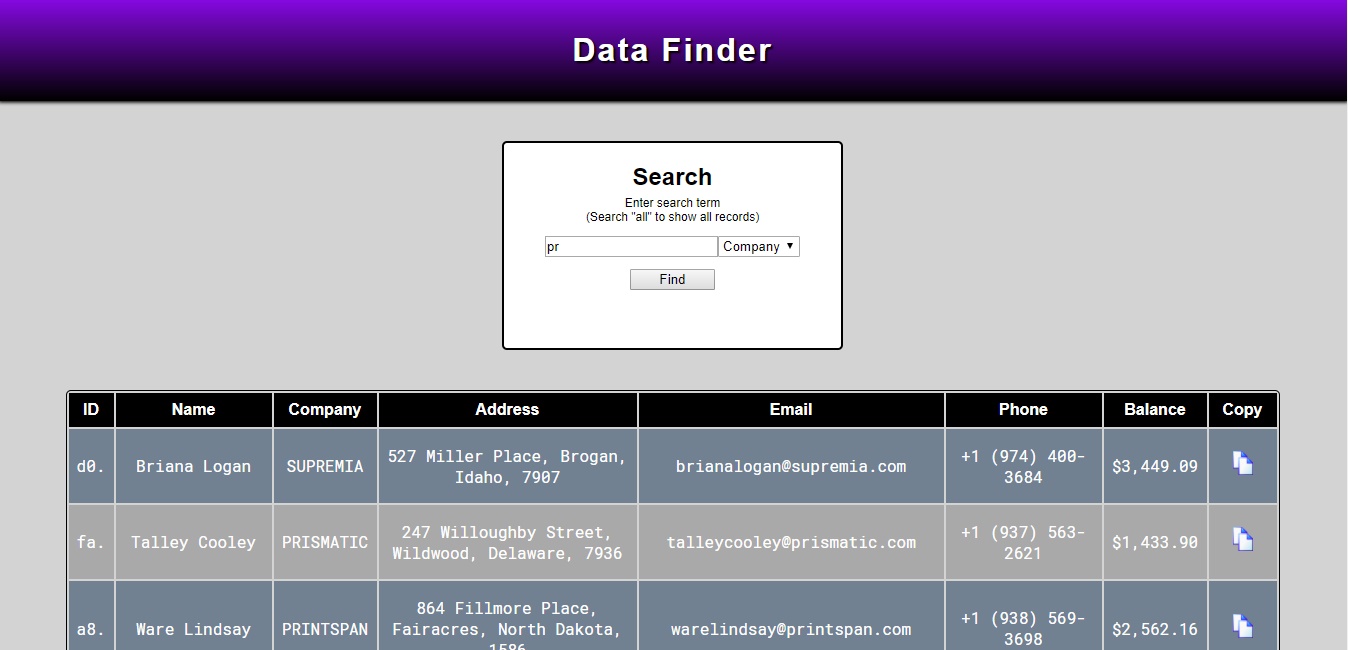 Data Finder
Search
Enter search term
(Search "all" to show all records)
pr Company
Find
ID Name Company Address Email Phone Balance Copy
d0. Briana Logan SUPREMIA 527 Miller Place, Brogan, Idaho, 7907 brianalogan@supremia.com +1 (974) 400-3684 $3,449.09
fa. Talley Cooley PRISMATIC 247 Willoughby Street, Wildwood, Delaware, 7936 talleycooley@prismatic.com +1 (937) 563-2621 $1,433.90
a8. Ware Lindsay PRINTSPAN 864 Fillmore Place, Fairacres, North Dakota, 1586 warelindsay@printspan.com +1 (938) 569-3698 $2,562.16